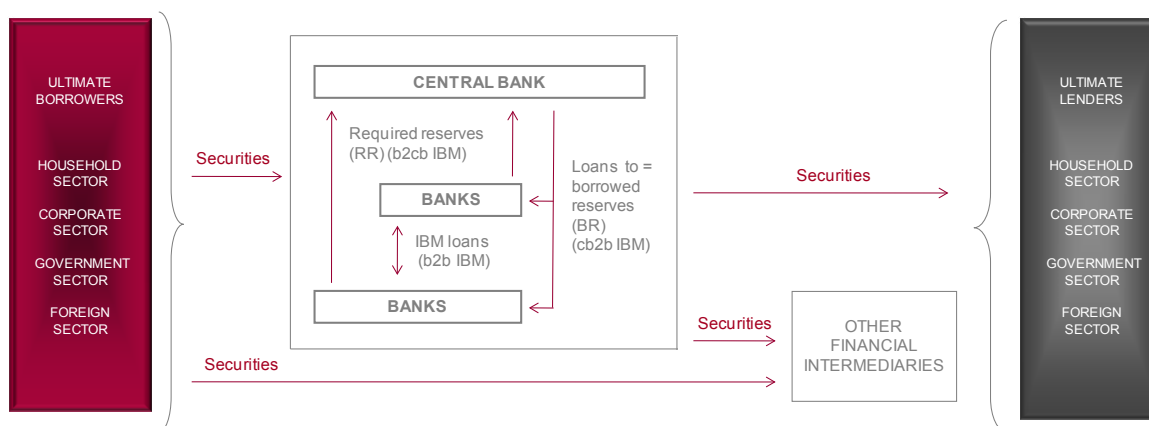 ULTIMATE
BORROWERS
HOUSEHOLD
SECTOR
CORPORATE
SECTOR
GOVERNMENT
SECTOR
FOREIGN
SECTOR
Securities
CENTRAL BANK
Required reserves
(RR) (b2cb IBM)
BANKS
IBM loans
(b2b IBM)
BANKS
Loans to =
borrowed
reserves
(BR)
(cb2b IBM)
Securities
Securities
Securities
OTHER
FINANCIAL
INTERMEDIARIES
ULTIMATE
LENDERS
HOUSEHOLD
SECTOR
CORPORATE
SECTOR
GOVERNMENT
SECTOR
FOREIGN
SECTOR